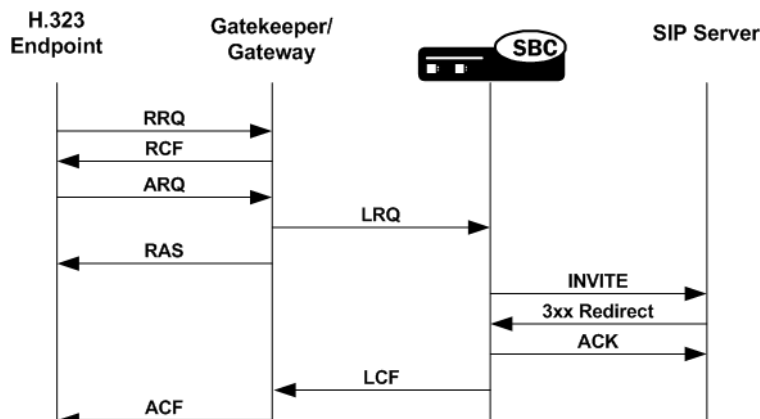 H.323
Endpoint
Gatekeeper/
Gateway
SBC
SIP Server
RRQ
RCF
ARQ
LRQ
RAS
INVITE
3xx Redirect
ACK
LCF
ACF